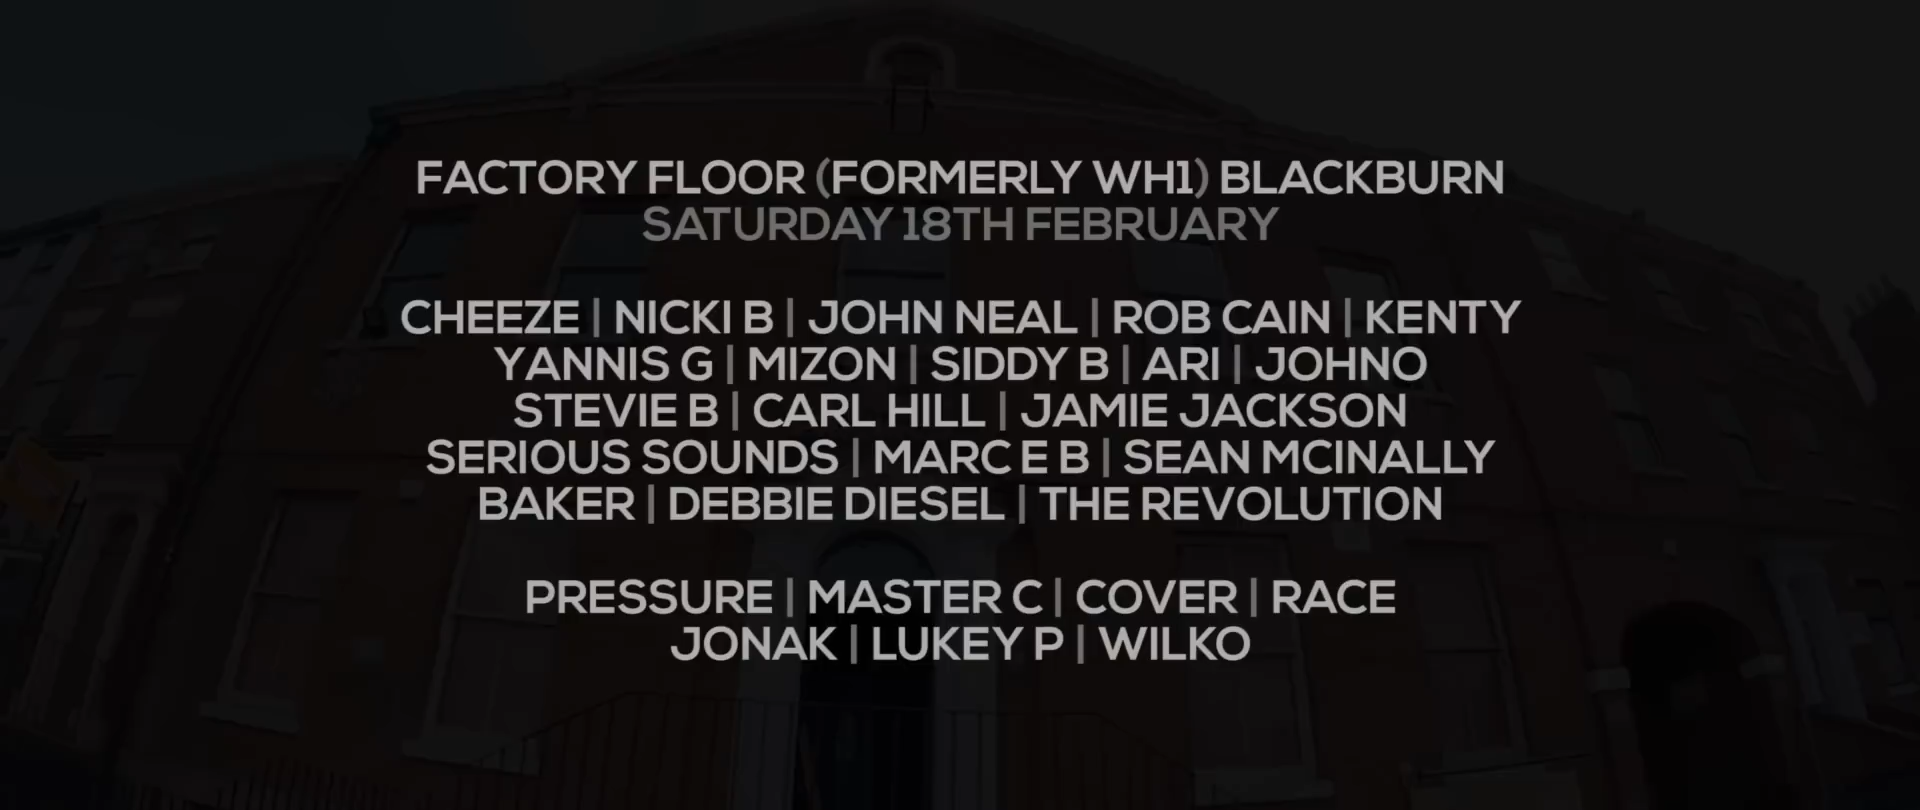 FACTORY FLOOR (FORMERLY WH1) BLACKBURN
SATURDAY 18TH FEBRUARY
CHEEZE | NICKI B | JOHN NEAL | ROB CAIN | KENTY
YANNIS G | MIZON | SIDDY B | ARI | JOHNO
STEVIE B | CARL HILL | JAMIE JACKSON
SERIOUS SOUNDS | MARC E B | SEAN MCINALLY
BAKER | DEBBIE DIESEL | THE REVOLUTION
PRESSURE | MASTER C | COVER | RACE
JONAK | LUKEY P | WILKO